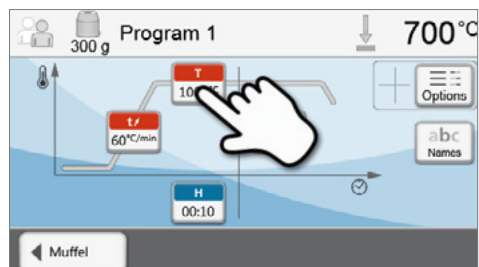 300 g
Program 1
700°C
T
t↗
60°C/min
H
00:10
Options
abc
Names
Muffel